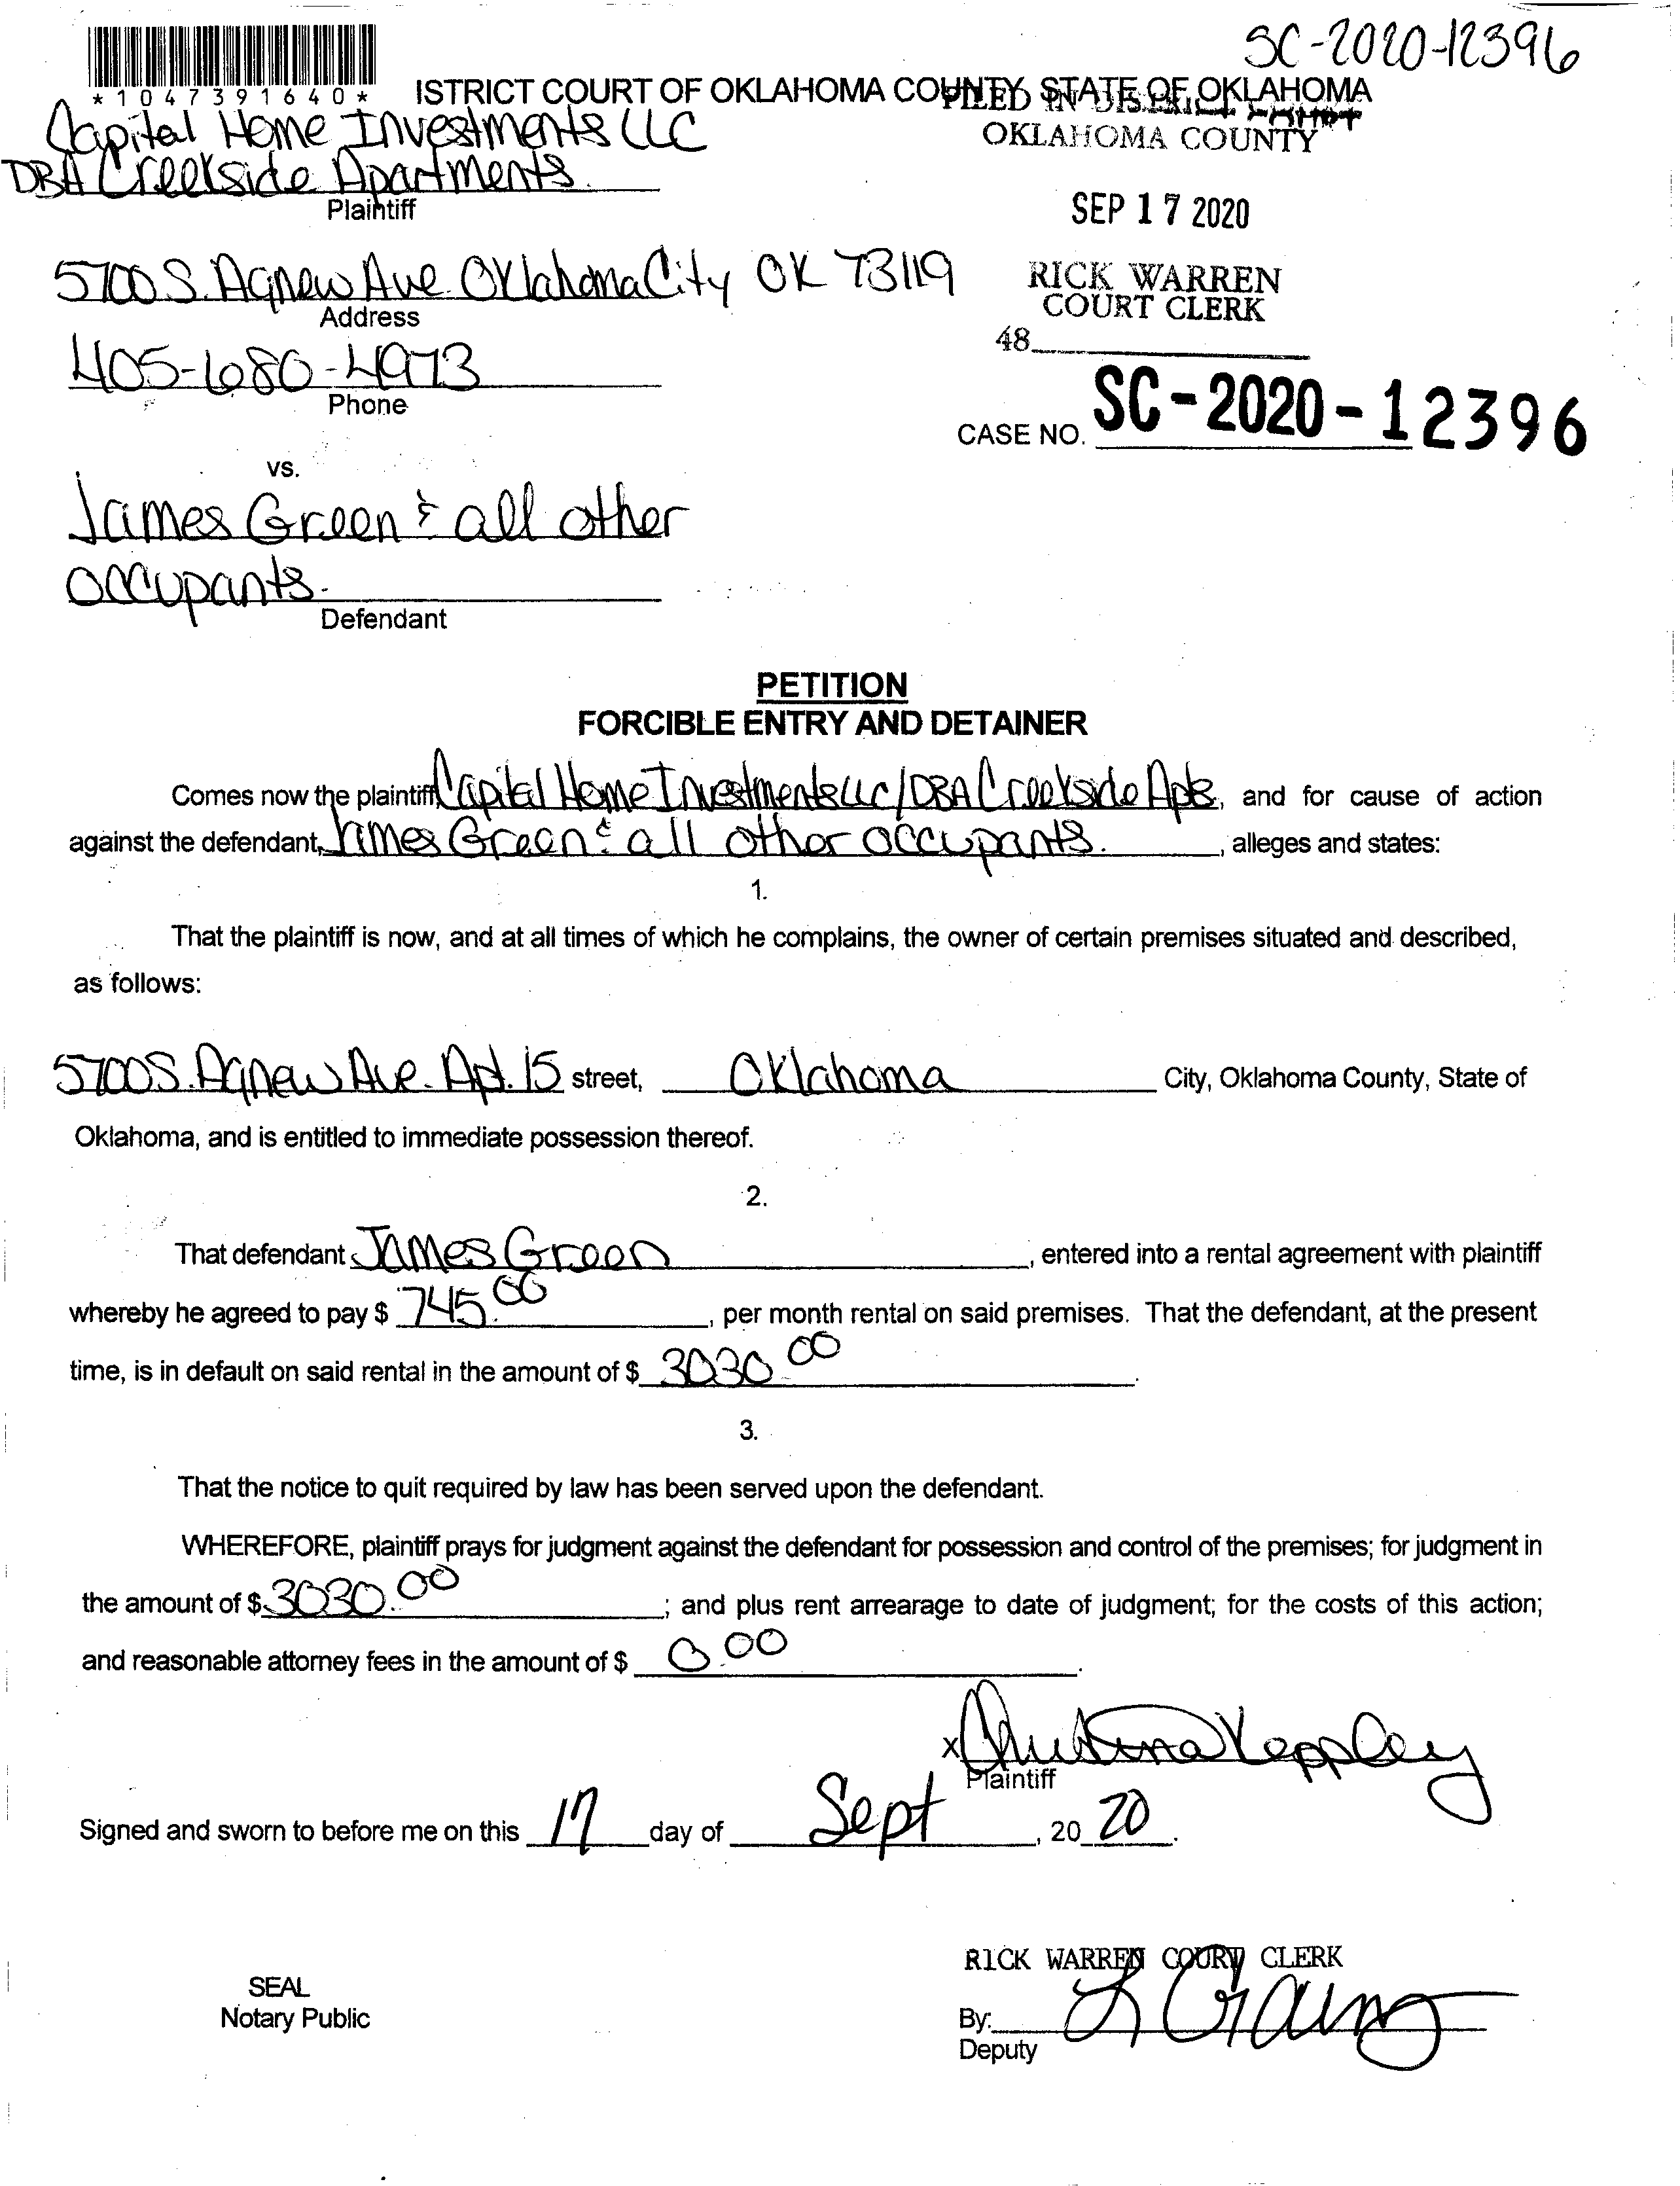 SC-2020-12396
*1047391640*
ISTRICT COURT OF OKLAHOMA COUNTY, STATE OF OKLAHOMA
FILED IN DISTRICT COURT
OKLAHOMA COUNTY
Capital Home Investments LLC
DBA Creekside Apartments
Plaintiff
SEP 17 2020
5700 S. Agnew Ave. Oklahoma City OK 73119
Address
RICK WARREN
COURT CLERK
405-680-4973
Phone
48
CASE NO. SC-2020-12396
vs.
James Green & all other
occupants.
Defendant
PETITION
FORCIBLE ENTRY AND DETAINER
Comes now the plaintiff Capital Home Investments LLC/DBA Creekside Apts, and for cause of action
against the defendant, James Green & all other occupants. , alleges and states:
1.
That the plaintiff is now, and at all times of which he complains, the owner of certain premises situated and described,
as follows:
5700 S. Agnew Ave. Apt. 15 street, Oklahoma City, Oklahoma County, State of
Oklahoma, and is entitled to immediate possession thereof.
2.
That defendant James Green , entered into a rental agreement with plaintiff
whereby he agreed to pay $ 745.00 , per month rental on said premises. That the defendant, at the present
time, is in default on said rental in the amount of $ 3030.00 .
3.
That the notice to quit required by law has been served upon the defendant.
WHEREFORE, plaintiff prays for judgment against the defendant for possession and control of the premises; for judgment in
the amount of $ 3030.00 ; and plus rent arrearage to date of judgment; for the costs of this action;
and reasonable attorney fees in the amount of $ 0.00 .
x Christina Keppley
Plaintiff
Signed and sworn to before me on this 17 day of Sept , 20 20 .
RICK WARREN COURT CLERK
SEAL
Notary Public
By:
Deputy